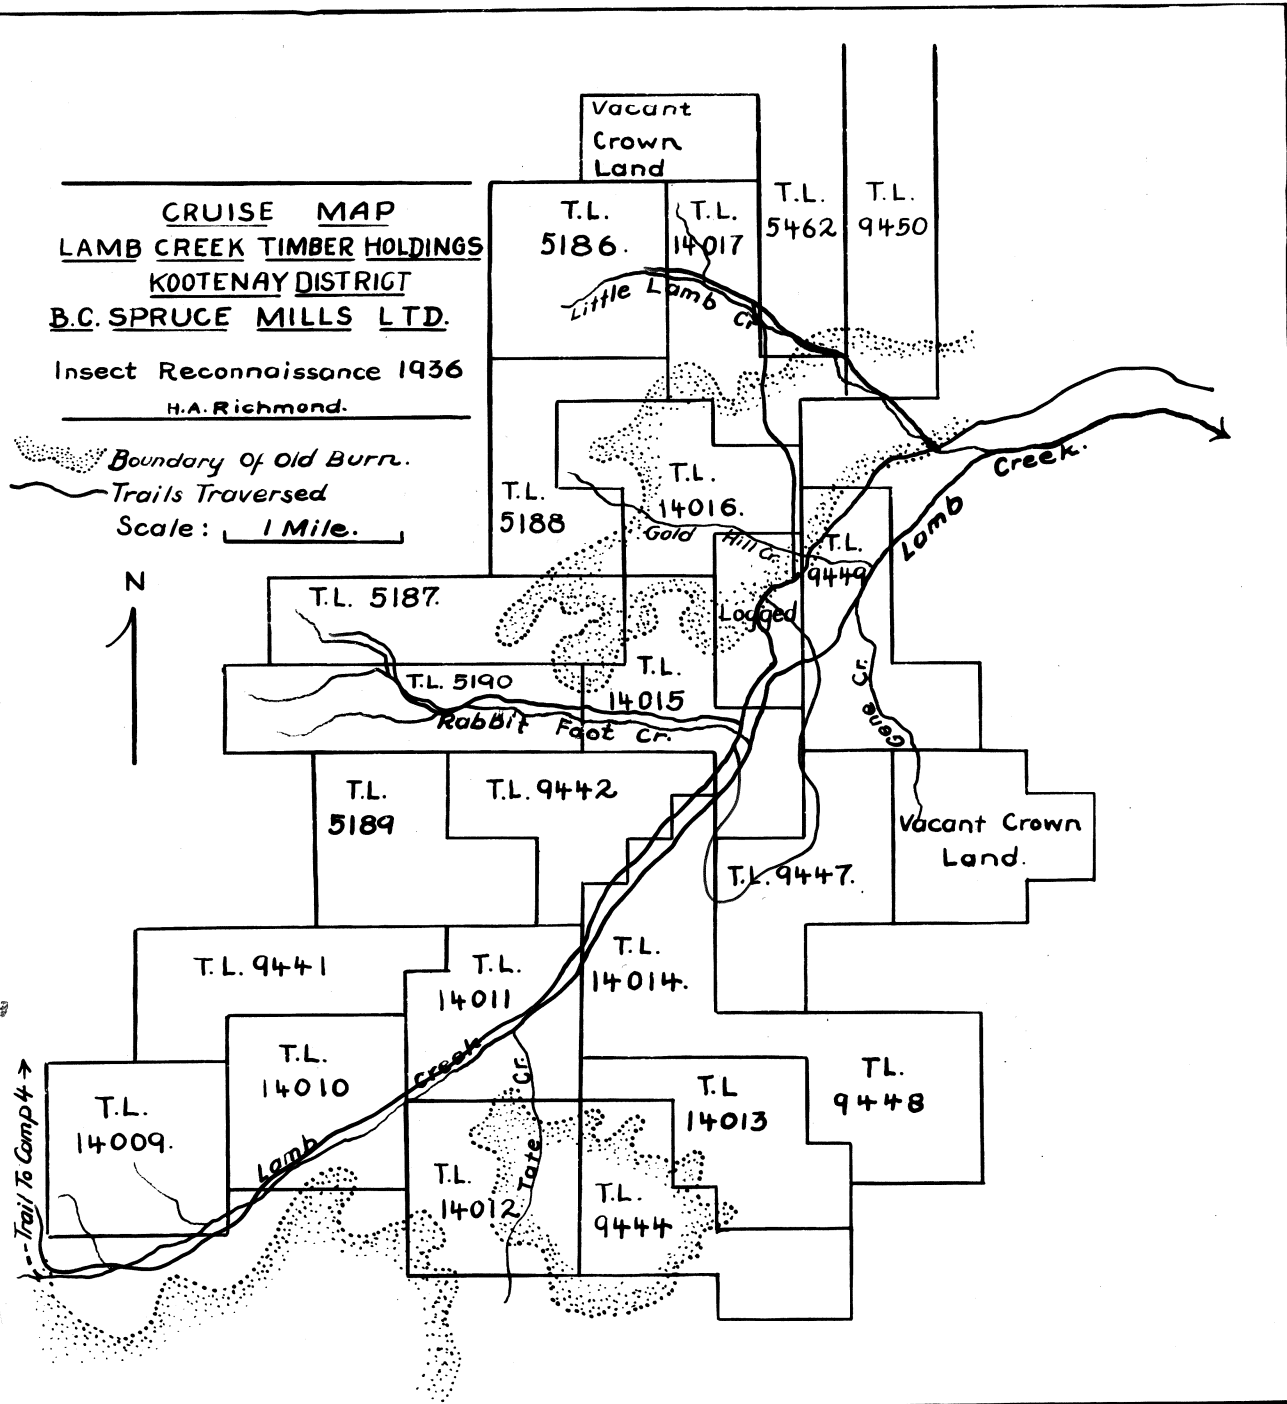 CRUISE MAP
LAMB CREEK TIMBER HOLDINGS
KOOTENAY DISTRICT
B.C. SPRUCE MILLS LTD.
Insect Reconnaissance 1936
H.A. Richmond.
Boundary Of Old Burn.
Trails Traversed
Scale: 1 Mile.
N
Vacant
Crown
Land
T.L.
5186.
T.L.
14017
T.L.
5462
T.L.
9450
Little Lamb Cr.
T.L.
5188
T.L.
14016.
Gold Hill Cr.
T.L.
9449
Lamb Creek.
Logged
T.L. 5187.
T.L. 5190
T.L.
14015
Rabbit Foot Cr.
Gene Cr.
T.L.
5189
T.L. 9442
T.L. 9447.
Vacant Crown
Land.
T.L. 9441
T.L.
14011
T.L.
14014.
T.L.
14010
Lamb Creek
Tate Cr.
T.L.
14009.
<--Trail To Camp 4 →
T.L.
14012
T.L.
9444
T.L
14013
T.L.
9448